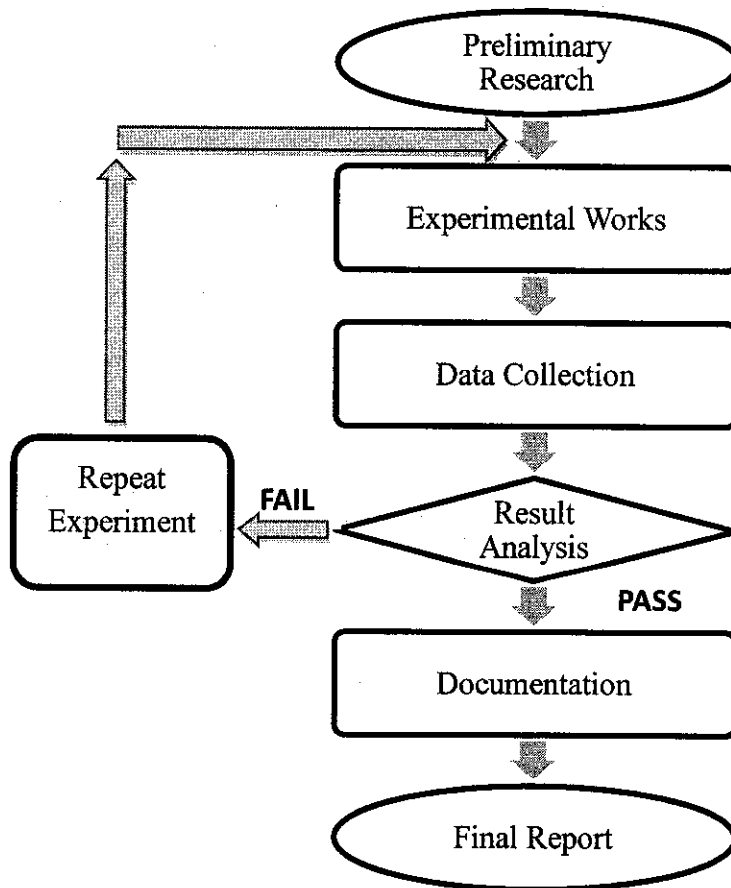 Preliminary
Research
Experimental Works
Data Collection
Repeat
Experiment
FAIL
Result
Analysis
PASS
Documentation
Final Report